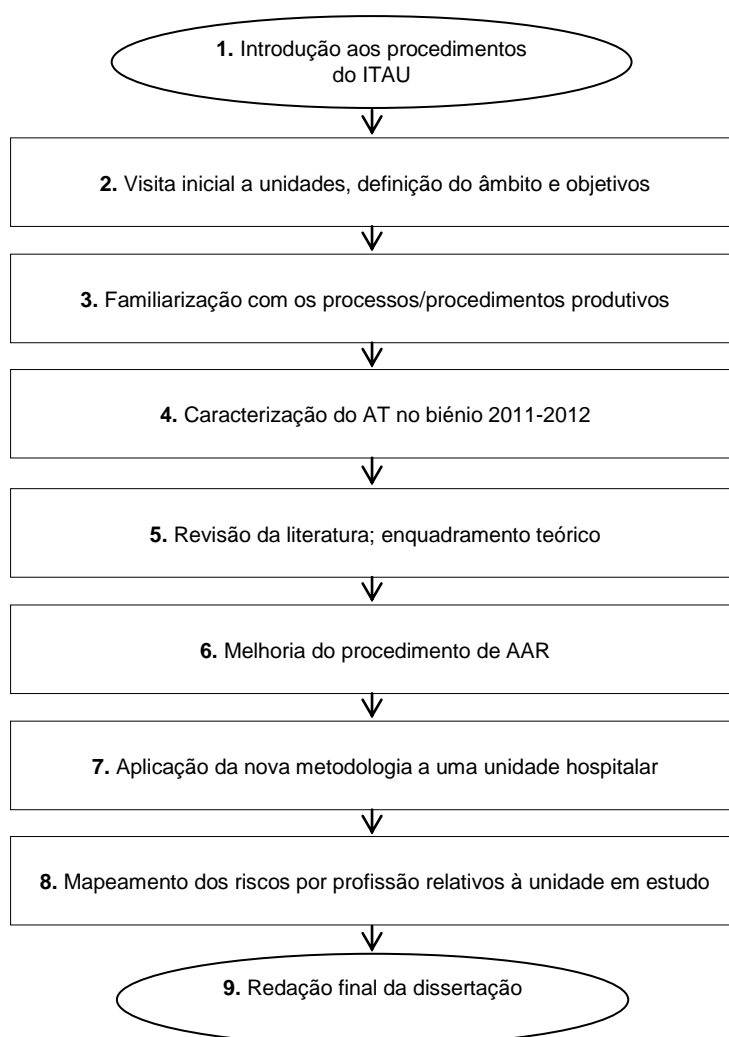 1. Introdução aos procedimentos
do ITAU
2. Visita inicial a unidades, definição do âmbito e objetivos
3. Familiarização com os processos/procedimentos produtivos
4. Caracterização do AT no biénio 2011-2012
5. Revisão da literatura; enquadramento teórico
6. Melhoria do procedimento de AAR
7. Aplicação da nova metodologia a uma unidade hospitalar
8. Mapeamento dos riscos por profissão relativos à unidade em estudo
9. Redação final da dissertação